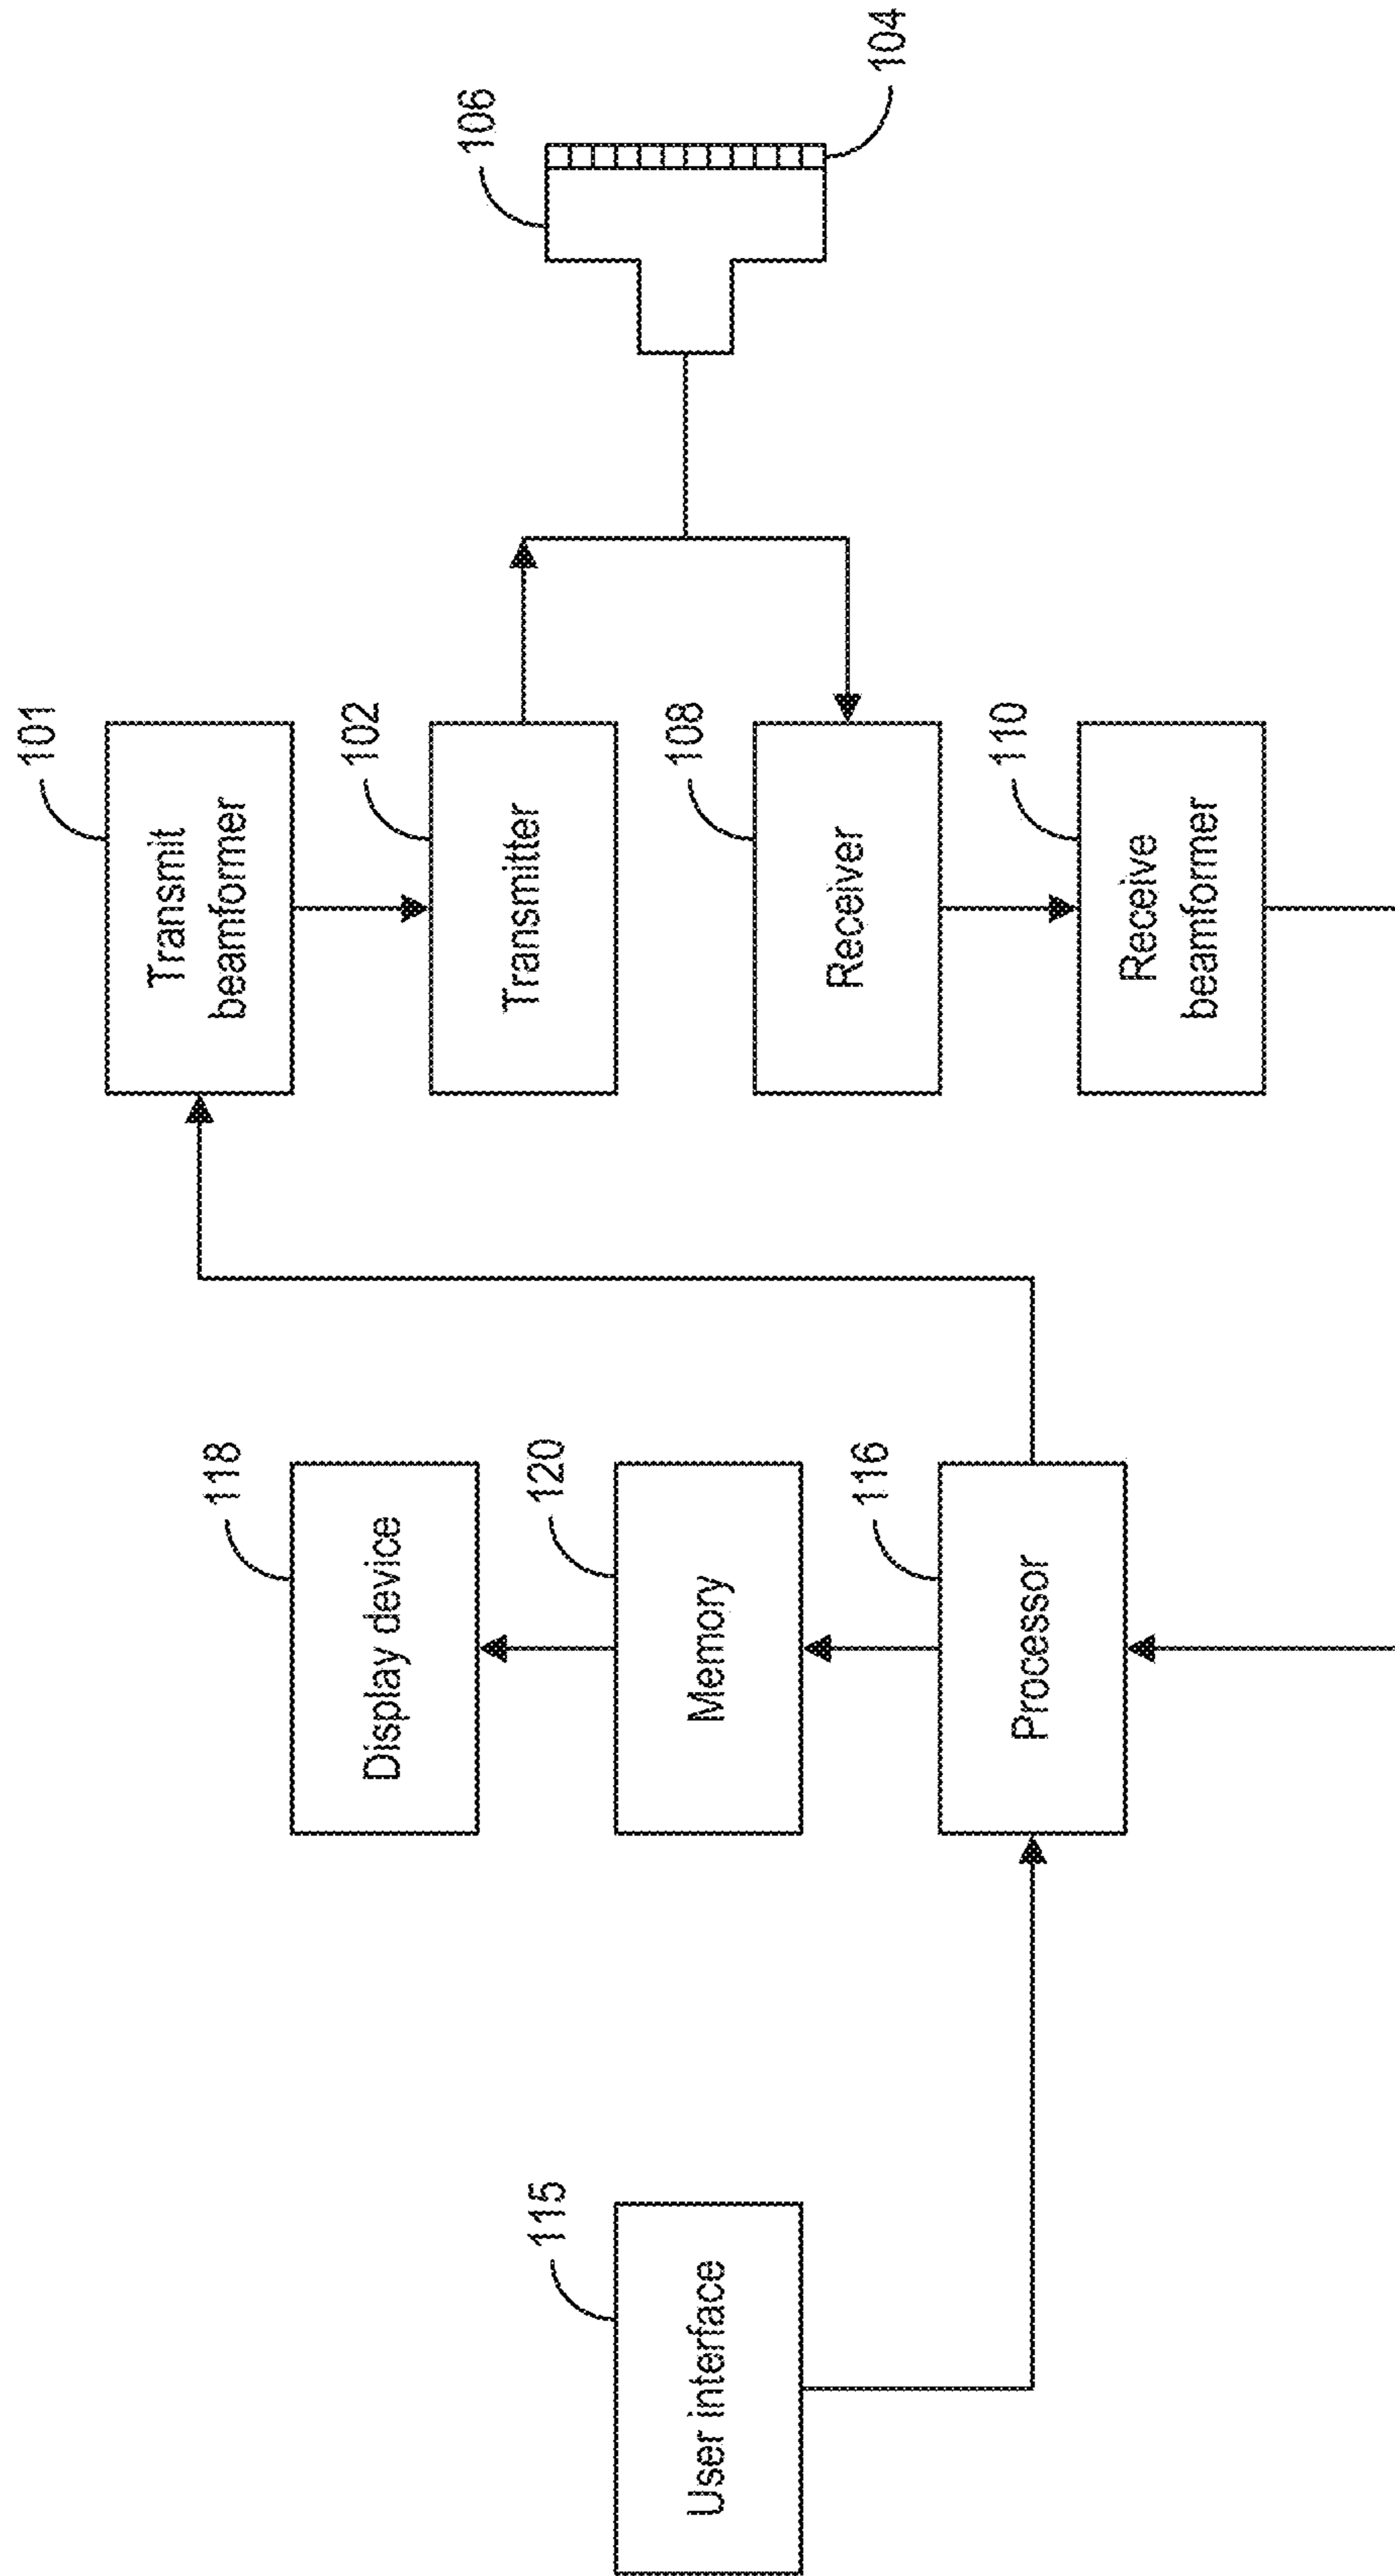 101
Transmit
beamformer
102
Transmitter
106
104
108
Receiver
110
Receive
beamformer
118
Display device
120
Memory
116
Processor
115
User interface